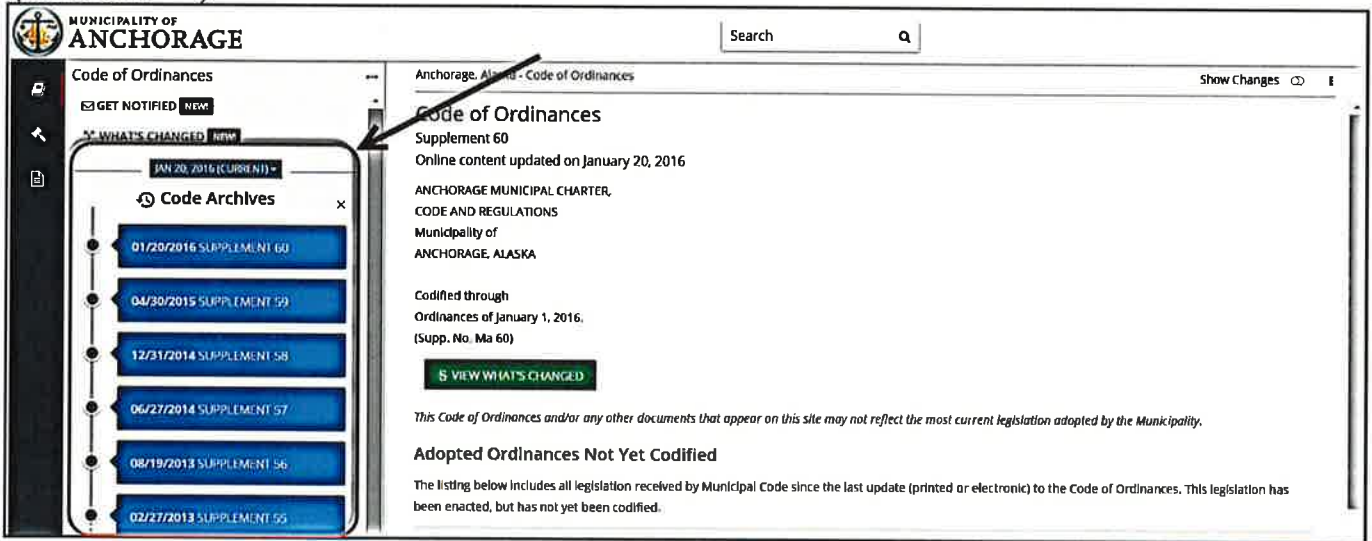 MUNICIPALITY OF
ANCHORAGE
Search
Code of Ordinances
GET NOTIFIED NEW!
WHAT'S CHANGED NEW!
JAN 20, 2016 (CURRENT)
Code Archives
×
01/20/2016 SUPPLEMENT 60
04/30/2015 SUPPLEMENT 59
12/31/2014 SUPPLEMENT 58
06/27/2014 SUPPLEMENT 57
08/19/2013 SUPPLEMENT 56
02/27/2013 SUPPLEMENT 55
Anchorage, Alaska - Code of Ordinances
Show Changes
Code of Ordinances
Supplement 60
Online content updated on January 20, 2016
ANCHORAGE MUNICIPAL CHARTER,
CODE AND REGULATIONS
Municipality of
ANCHORAGE, ALASKA
Codified through
Ordinances of January 1, 2016.
(Supp. No. Ma 60)
§ VIEW WHAT'S CHANGED
This Code of Ordinances and/or any other documents that appear on this site may not reflect the most current legislation adopted by the Municipality.
Adopted Ordinances Not Yet Codified
The listing below includes all legislation received by Municipal Code since the last update (printed or electronic) to the Code of Ordinances. This legislation has
been enacted, but has not yet been codified.